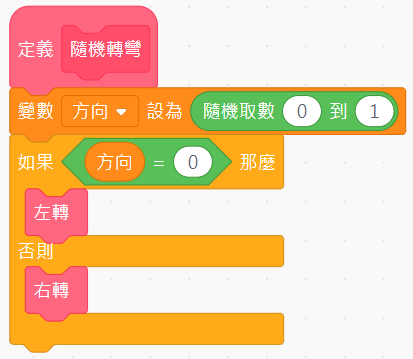 定義 隨機轉彎
變數 方向 設為 隨機取數 0 到 1
如果 方向 = 0 那麼
左轉
否則
右轉